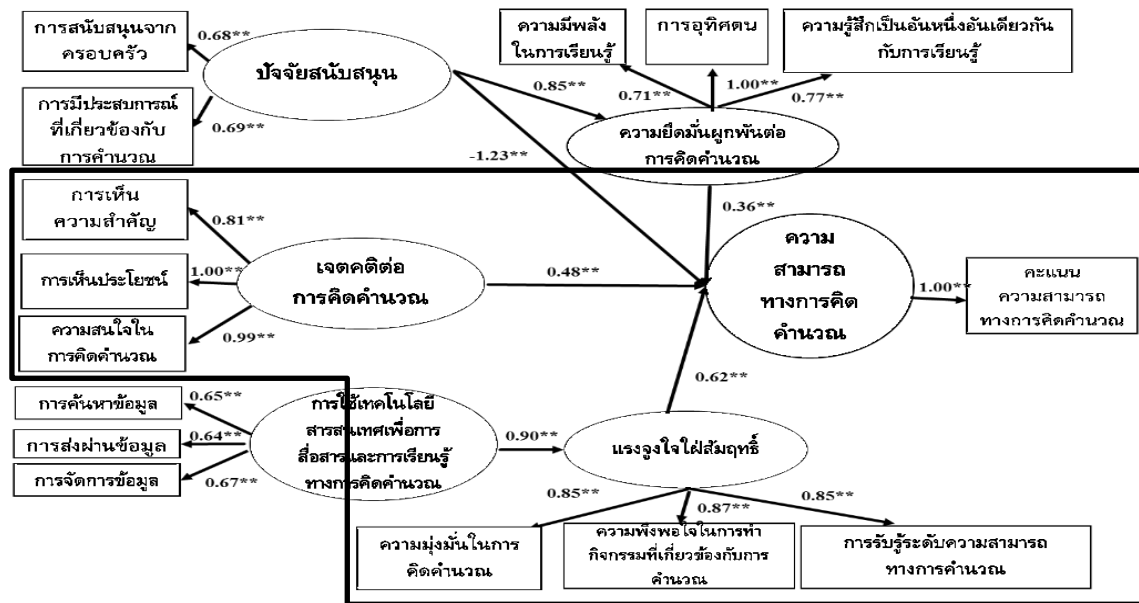 การสนับสนุนจาก
ครอบครัว
0.68**
ปัจจัยสนับสนุน
การมีประสบการณ์
ที่เกี่ยวข้องกับ
การคำนวณ
0.69**
ความมีพลัง
ในการเรียนรู้
การอุทิศตน
ความรู้สึกเป็นอันหนึ่งอันเดียวกัน
กับการเรียนรู้
0.85**
0.71**
1.00**
0.77**
ความยึดมั่นผูกพันต่อ
การคิดคำนวณ
-1.23**
0.36**
การเห็น
ความสำคัญ
0.81**
การเห็นประโยชน์
1.00**
ความสนใจใน
การคิดคำนวณ
0.99**
เจตคติต่อ
การคิดคำนวณ
0.48**
ความ
สามารถ
ทางการคิด
คำนวณ
1.00**
คะแนน
ความสามารถ
ทางการคิดคำนวณ
การค้นหาข้อมูล
0.65**
การส่งผ่านข้อมูล
0.64**
การจัดการข้อมูล
0.67**
การใช้เทคโนโลยี
สารสนเทศเพื่อการ
สื่อสารและการเรียนรู้
ทางการคิดคำนวณ
0.90**
0.62**
แรงจูงใจใฝ่สัมฤทธิ์
0.85**
0.87**
0.85**
ความมุ่งมั่นในการ
คิดคำนวณ
ความพึงพอใจในการทำ
กิจกรรมที่เกี่ยวข้องกับการ
คำนวณ
การรับรู้ระดับความสามารถ
ทางการคำนวณ